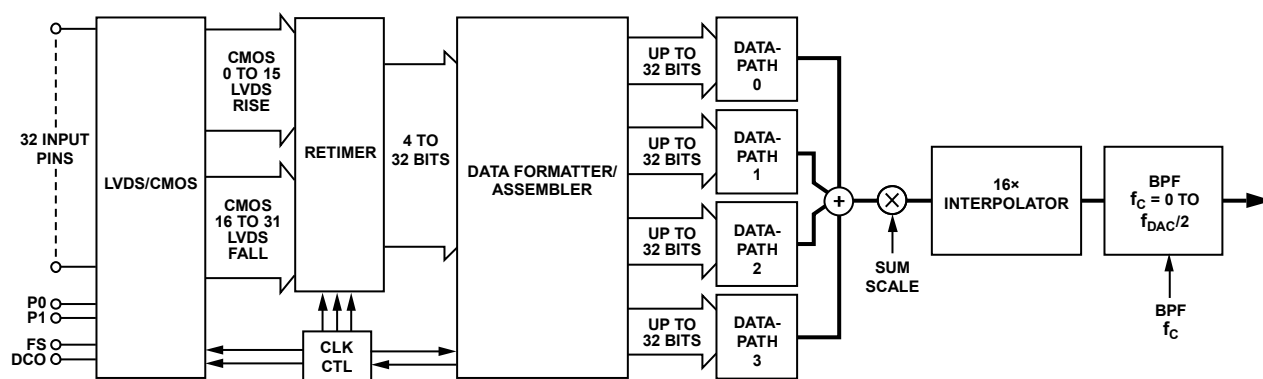 32 INPUT
PINS
P0
P1
FS
DCO
LVDS/CMOS
CMOS
0 TO 15
LVDS
RISE
CMOS
16 TO 31
LVDS
FALL
RETIMER
CLK
CTL
4 TO
32 BITS
DATA FORMATTER/
ASSEMBLER
UP TO
32 BITS
DATA-
PATH
0
UP TO
32 BITS
DATA-
PATH
1
UP TO
32 BITS
DATA-
PATH
2
UP TO
32 BITS
DATA-
PATH
3
+
×
SUM
SCALE
16×
INTERPOLATOR
BPF
fC = 0 TO
fDAC/2
BPF
fC